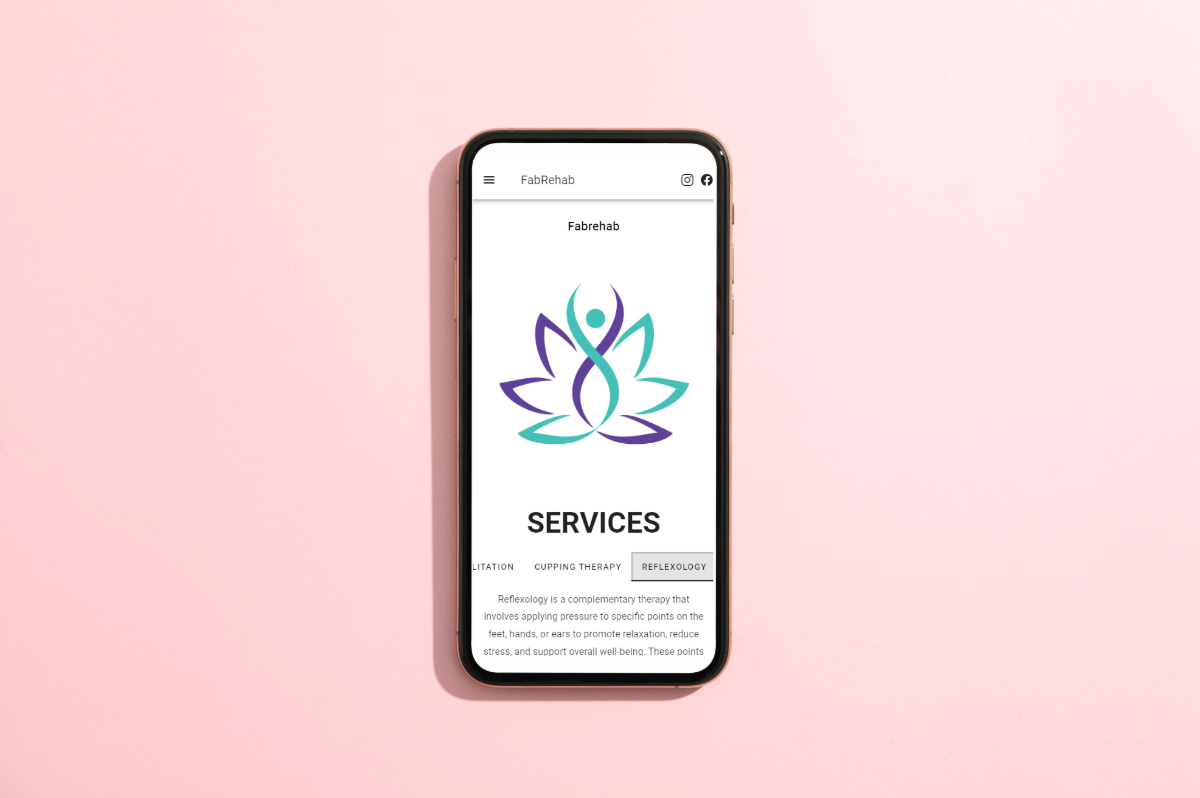 FabRehab
Fabrehab
SERVICES
LITATION CUPPING THERAPY REFLEXOLOGY
Reflexology is a complementary therapy that
involves applying pressure to specific points on the
feet, hands, or ears to promote relaxation, reduce
stress, and support overall well-being. These points